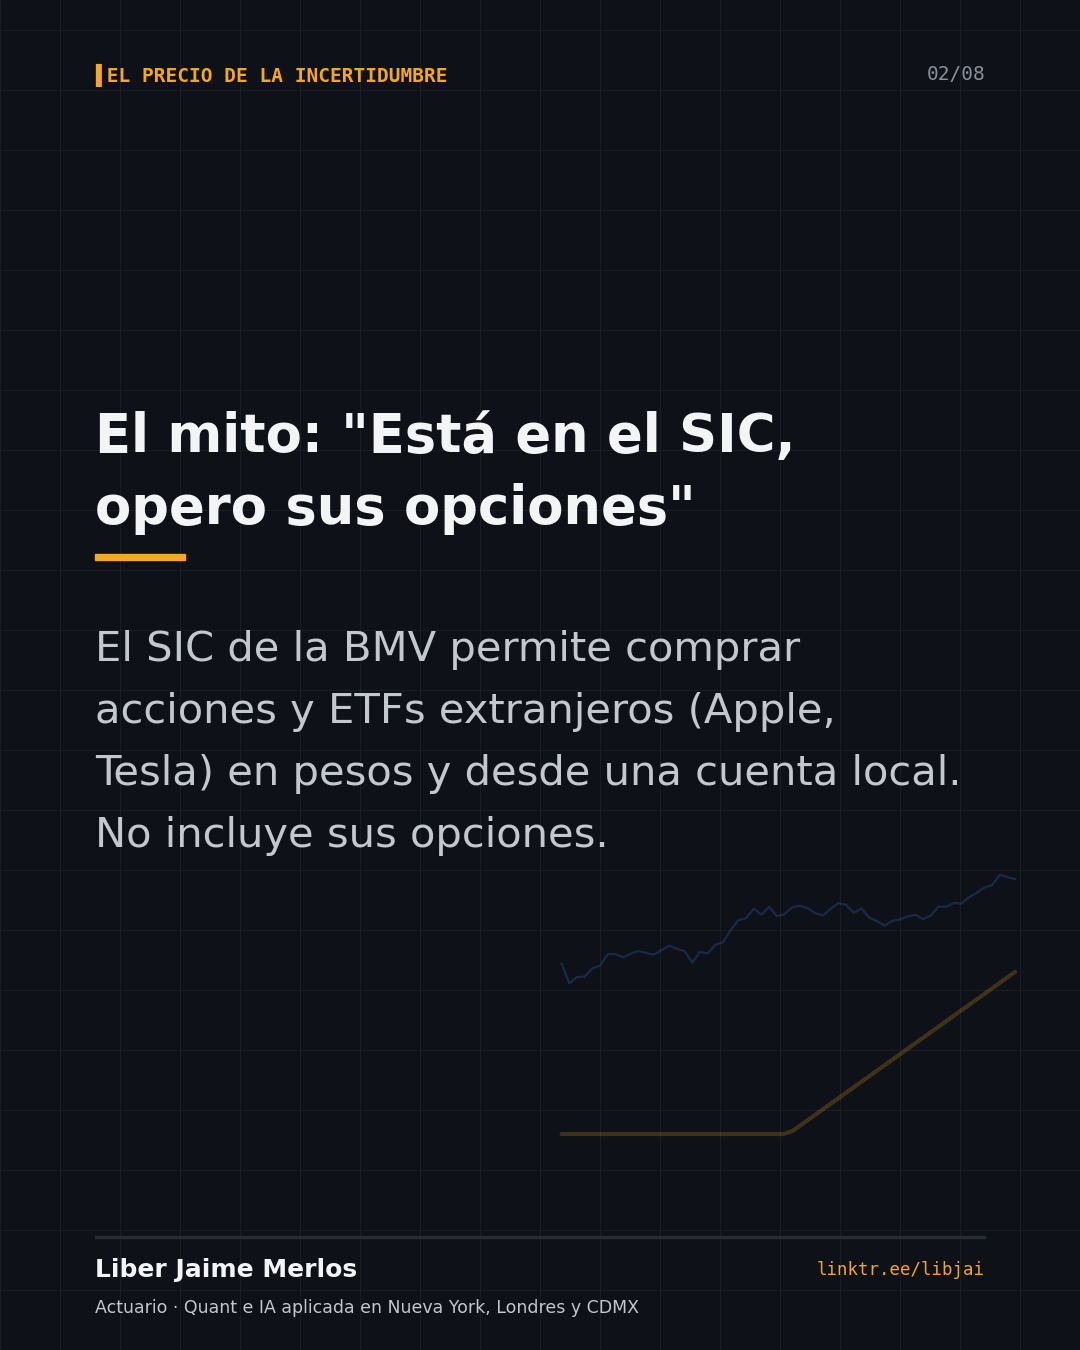 EL PRECIO DE LA INCERTIDUMBRE
02/08
El mito: "Está en el SIC,
opero sus opciones"
El SIC de la BMV permite comprar
acciones y ETFs extranjeros (Apple,
Tesla) en pesos y desde una cuenta local.
No incluye sus opciones.
Liber Jaime Merlos
linktr.ee/libjai
Actuario · Quant e IA aplicada en Nueva York, Londres y CDMX